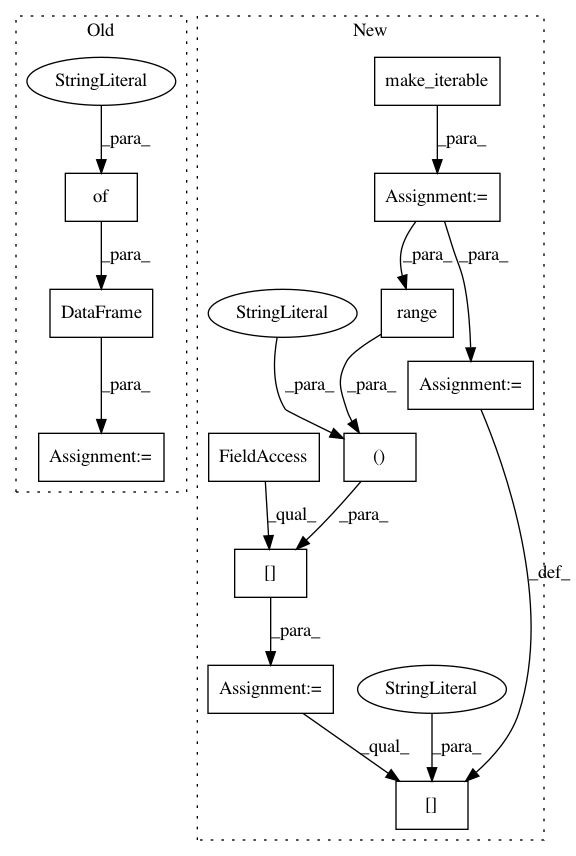 Old
New
StringLiteral
make_iterable
_para_
_para_
of
Assignment:=
_para_
_para_
_para_
StringLiteral
DataFrame
range
Assignment:=
_para_
_para_
_para_
Assignment:=
FieldAccess
()
_qual_
_para_
[]
_def_
_para_
Assignment:=
StringLiteral
_qual_
_para_
[]